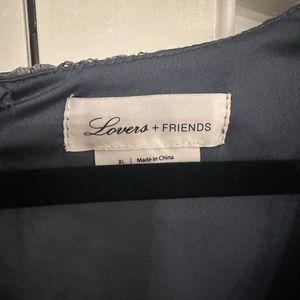 Lovers + FRIENDS
XL | Made in China